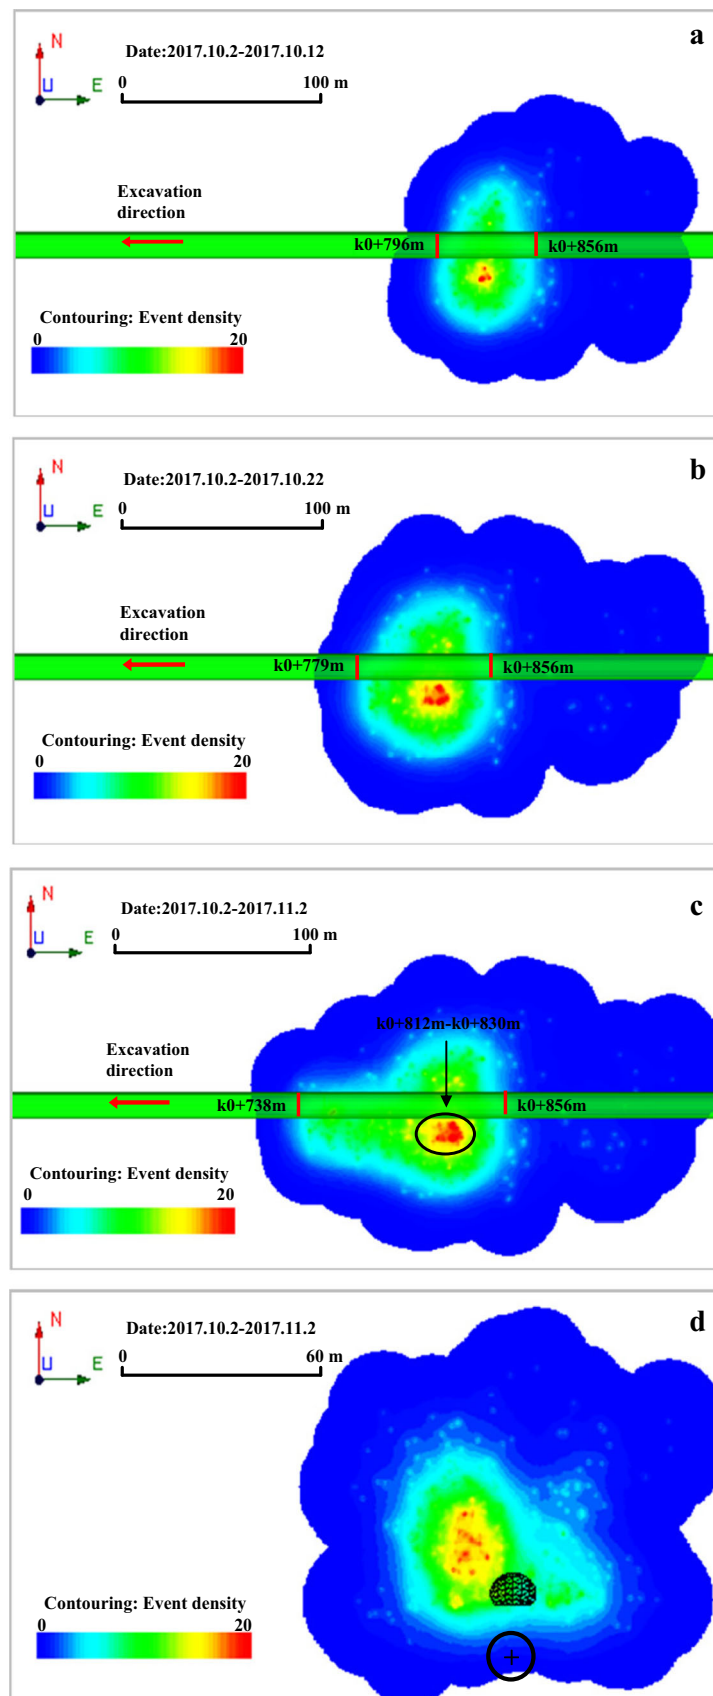 a
N
Date:2017.10.2-2017.10.12
U
E
0
100 m
Excavation
direction
k0+796m
k0+856m
Contouring: Event density
0
20
b
N
Date:2017.10.2-2017.10.22
U
E
0
100 m
Excavation
direction
k0+779m
k0+856m
Contouring: Event density
0
20
c
N
Date:2017.10.2-2017.11.2
U
E
0
100 m
k0+812m-k0+830m
Excavation
direction
k0+738m
k0+856m
Contouring: Event density
0
20
d
N
Date:2017.10.2-2017.11.2
U
E
0
60 m
Contouring: Event density
0
20